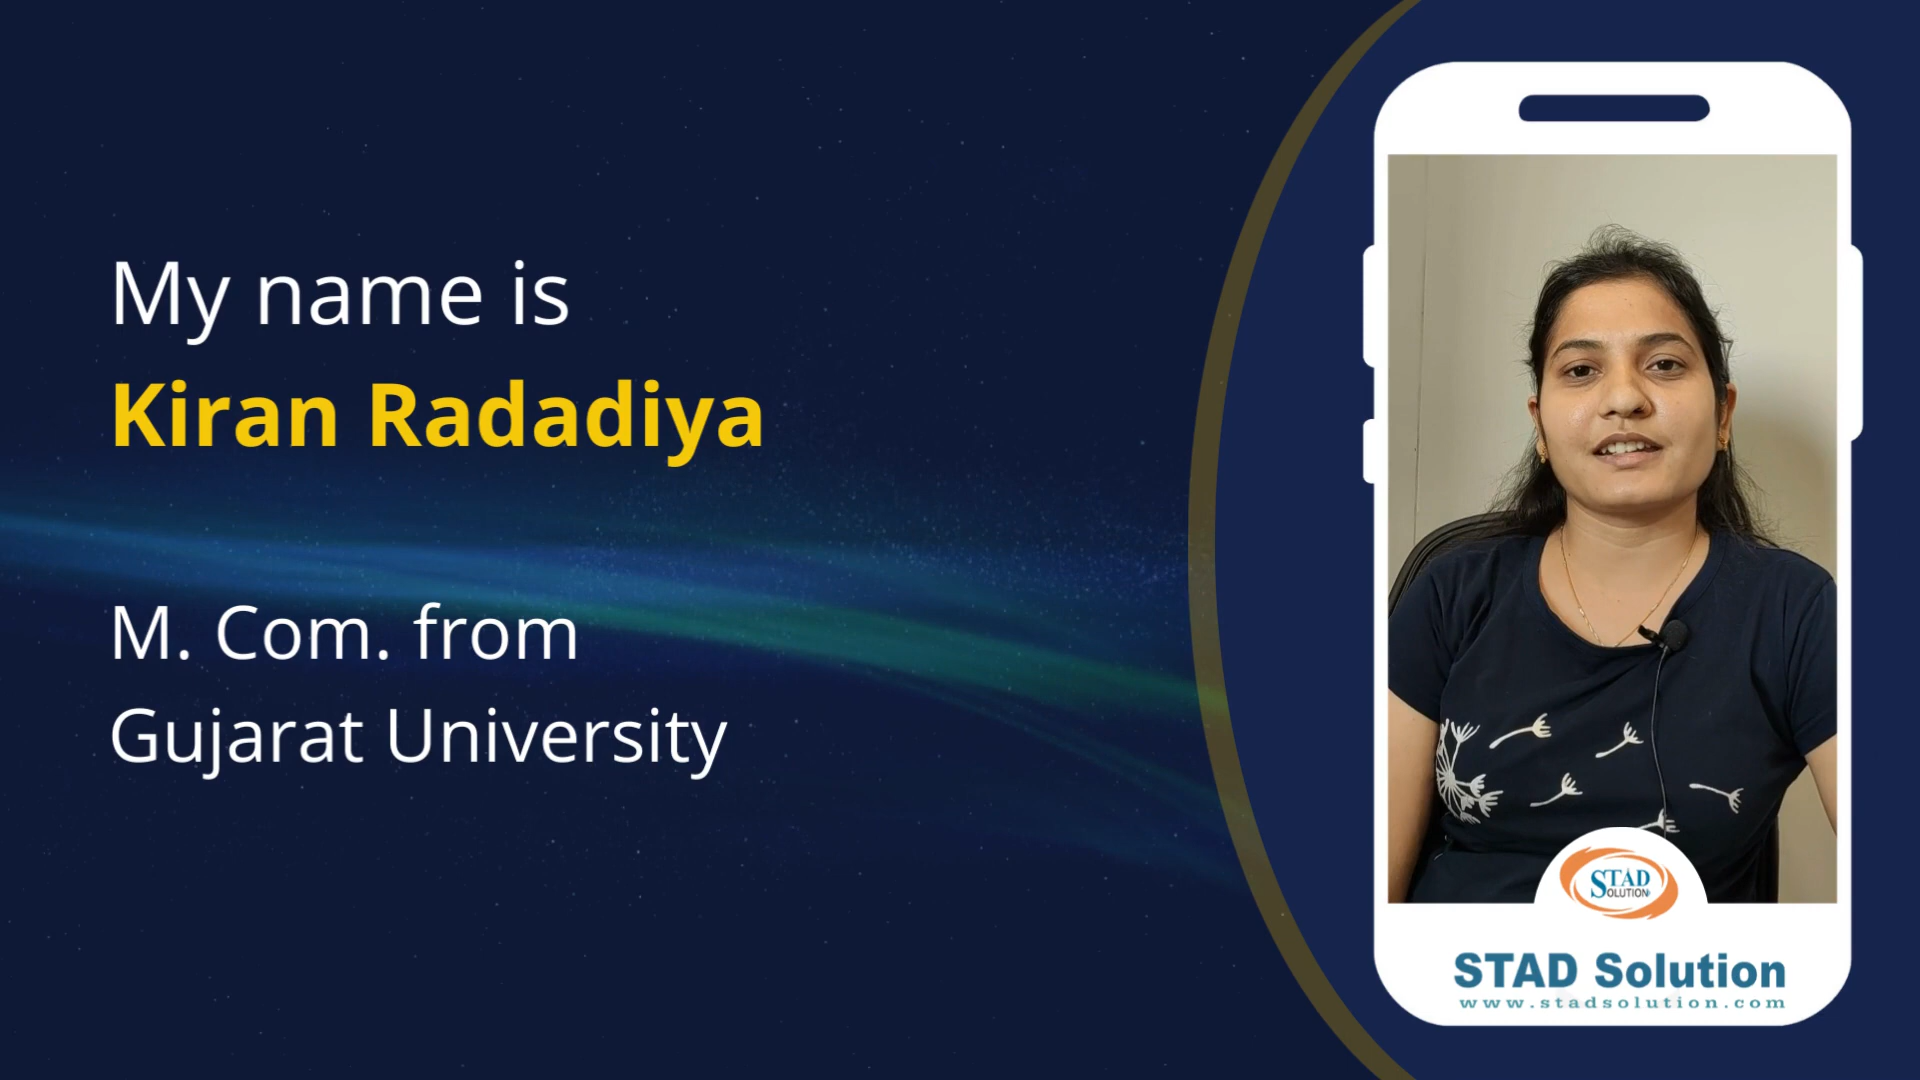 My name is
Kiran Radadiya
M. Com. from
Gujarat University
STAD
SOLUTION
STAD Solution
www.stadsolution.com